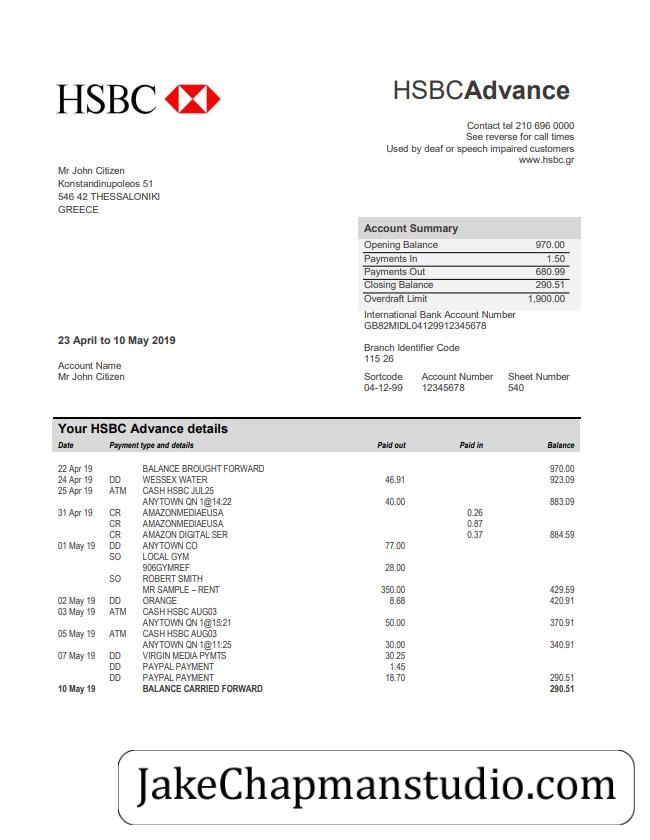 HSBC
HSBCAdvance
Contact tel 210 696 0000
See reverse for call times
Used by deaf or speech impaired customers
www.hsbc.gr
Mr John Citizen
Konstandinupoleos 51
546 42 THESSALONIKI
GREECE
Account Summary
Opening Balance 970.00
Payments In 1.50
Payments Out 680.99
Closing Balance 290.51
Overdraft Limit 1,900.00
International Bank Account Number
GB82MIDL04129912345678
23 April to 10 May 2019
Branch Identifier Code
115 26
Account Name
Mr John Citizen
Sortcode Account Number Sheet Number
04-12-99 12345678 540
Your HSBC Advance details
Date Payment type and details Paid out Paid in Balance
22 Apr 19 BALANCE BROUGHT FORWARD 970.00
24 Apr 19 DD WESSEX WATER 46.91 923.09
25 Apr 19 ATM CASH HSBC JUL25
ANYTOWN QN 1@14:22 40.00 883.09
31 Apr 19 CR AMAZONMEDIAEUSA 0.26
CR AMAZONMEDIAEUSA 0.87
CR AMAZON DIGITAL SER 0.37 884.59
01 May 19 DD ANYTOWN CO 77.00
SO LOCAL GYM
906GYMREF 28.00
SO ROBERT SMITH
MR SAMPLE – RENT 350.00 429.59
02 May 19 DD ORANGE 8.68 420.91
03 May 19 ATM CASH HSBC AUG03
ANYTOWN QN 1@15:21 50.00 370.91
05 May 19 ATM CASH HSBC AUG03
ANYTOWN QN 1@11:25 30.00 340.91
07 May 19 DD VIRGIN MEDIA PYMTS 30.25
DD PAYPAL PAYMENT 1.45
DD PAYPAL PAYMENT 18.70 290.51
10 May 19 BALANCE CARRIED FORWARD 290.51
JakeChapmanstudio.com